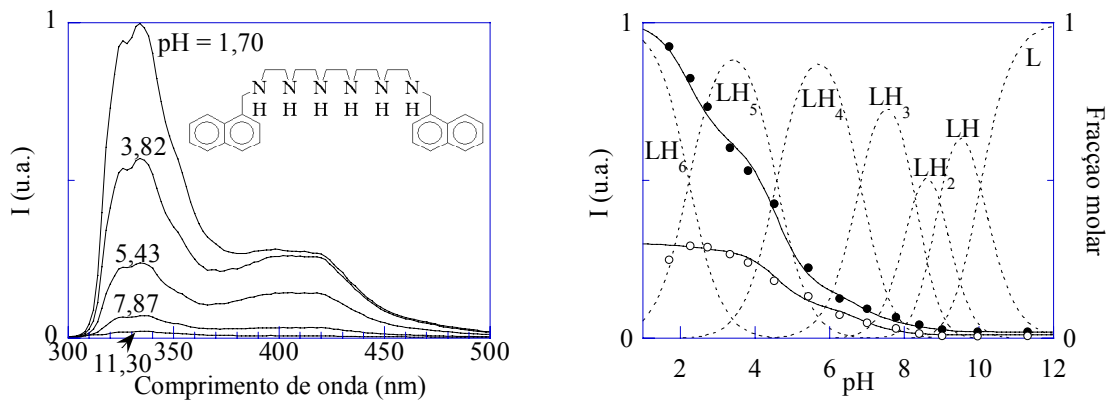 1
pH = 1,70
N N N N N N
H H H H H H
3,82
5,43
7,87
11,30
0
300 350 400 450 500
I (u.a.)
Comprimento de onda (nm)
1 1
L
LH5
LH4
LH3
LH
LH6
LH2
0 0
2 4 6 8 10 12
I (u.a.)
pH
Fracçao molar